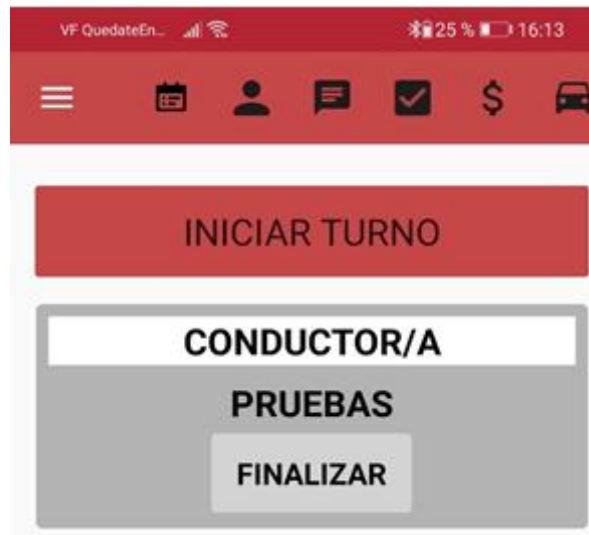 VF QuedateEn... 25 % 16:13
$
INICIAR TURNO
CONDUCTOR/A
PRUEBAS
FINALIZAR